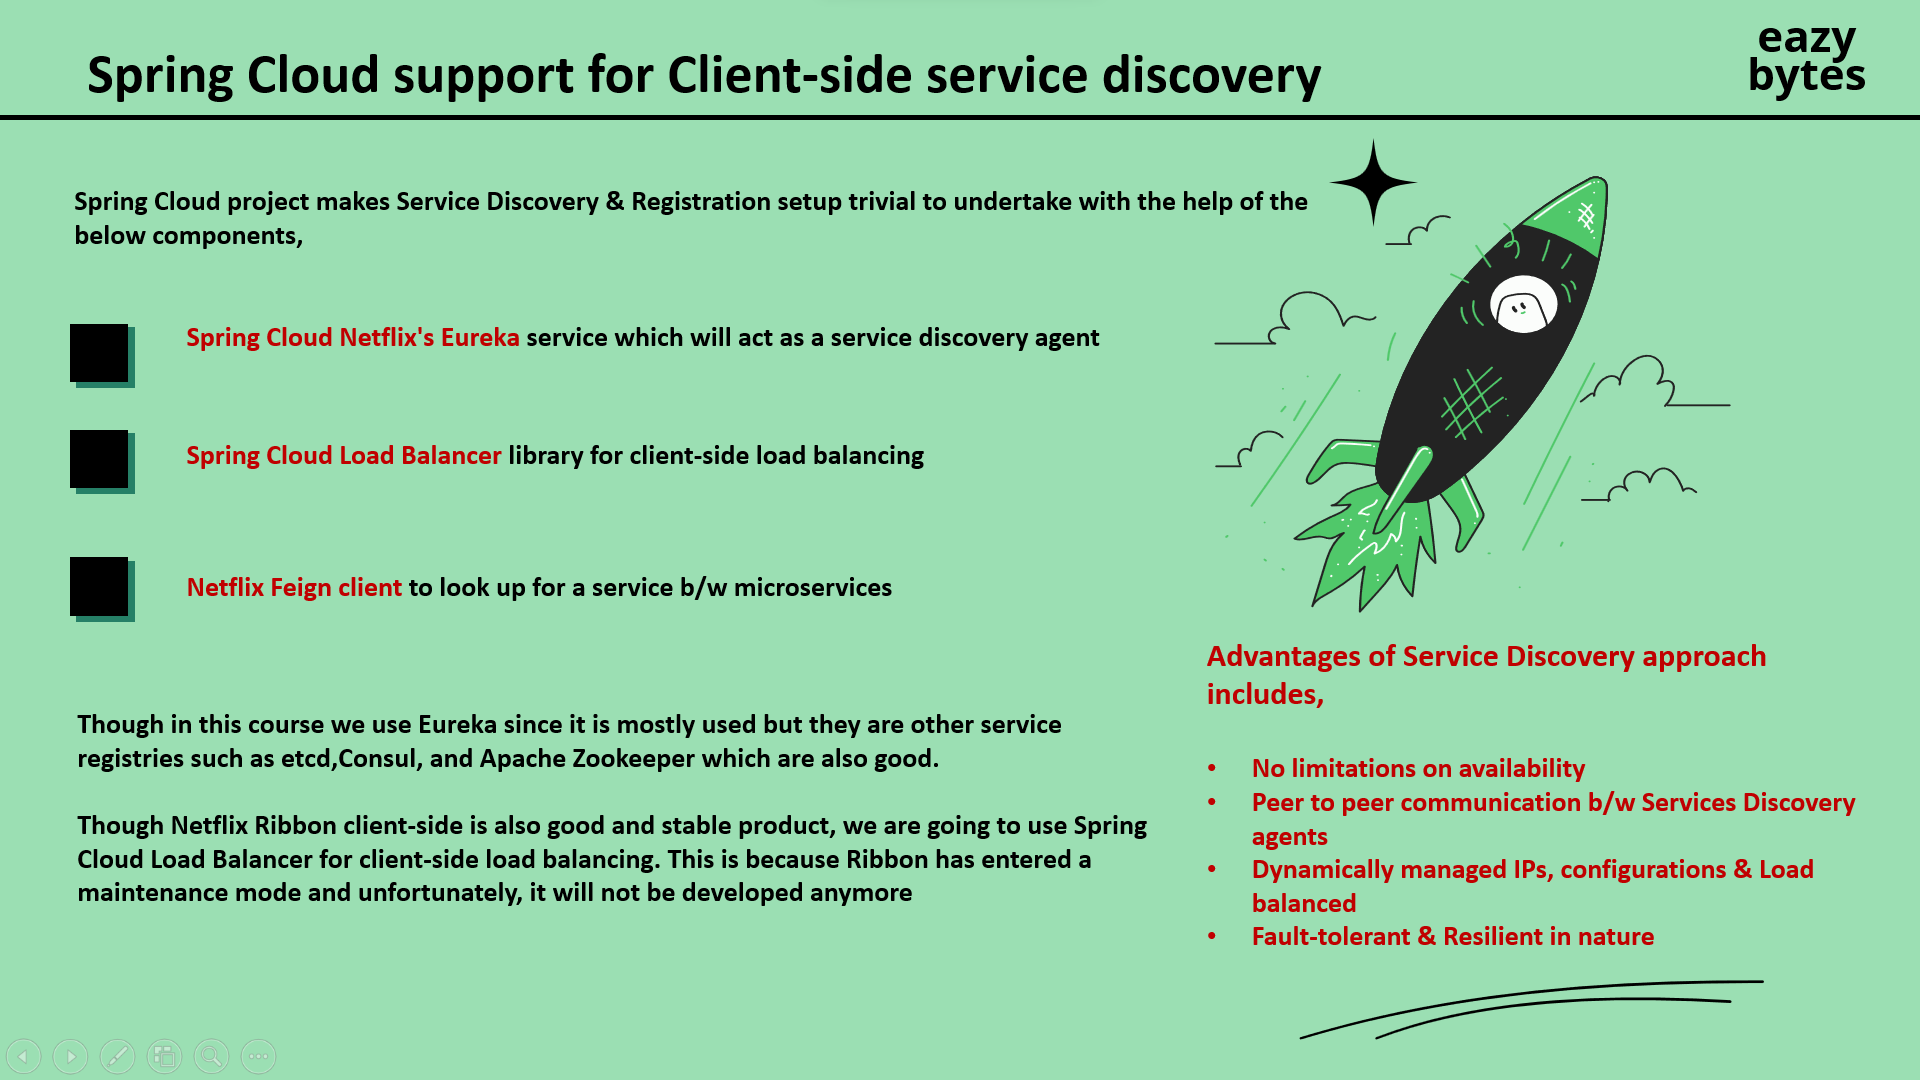 Spring Cloud support for Client-side service discovery
eazy
bytes
Spring Cloud project makes Service Discovery & Registration setup trivial to undertake with the help of the
below components,
Spring Cloud Netflix's Eureka service which will act as a service discovery agent
Spring Cloud Load Balancer library for client-side load balancing
Netflix Feign client to look up for a service b/w microservices
Though in this course we use Eureka since it is mostly used but they are other service
registries such as etcd,Consul, and Apache Zookeeper which are also good.
Though Netflix Ribbon client-side is also good and stable product, we are going to use Spring
Cloud Load Balancer for client-side load balancing. This is because Ribbon has entered a
maintenance mode and unfortunately, it will not be developed anymore
Advantages of Service Discovery approach
includes,
• No limitations on availability
• Peer to peer communication b/w Services Discovery
agents
• Dynamically managed IPs, configurations & Load
balanced
• Fault-tolerant & Resilient in nature